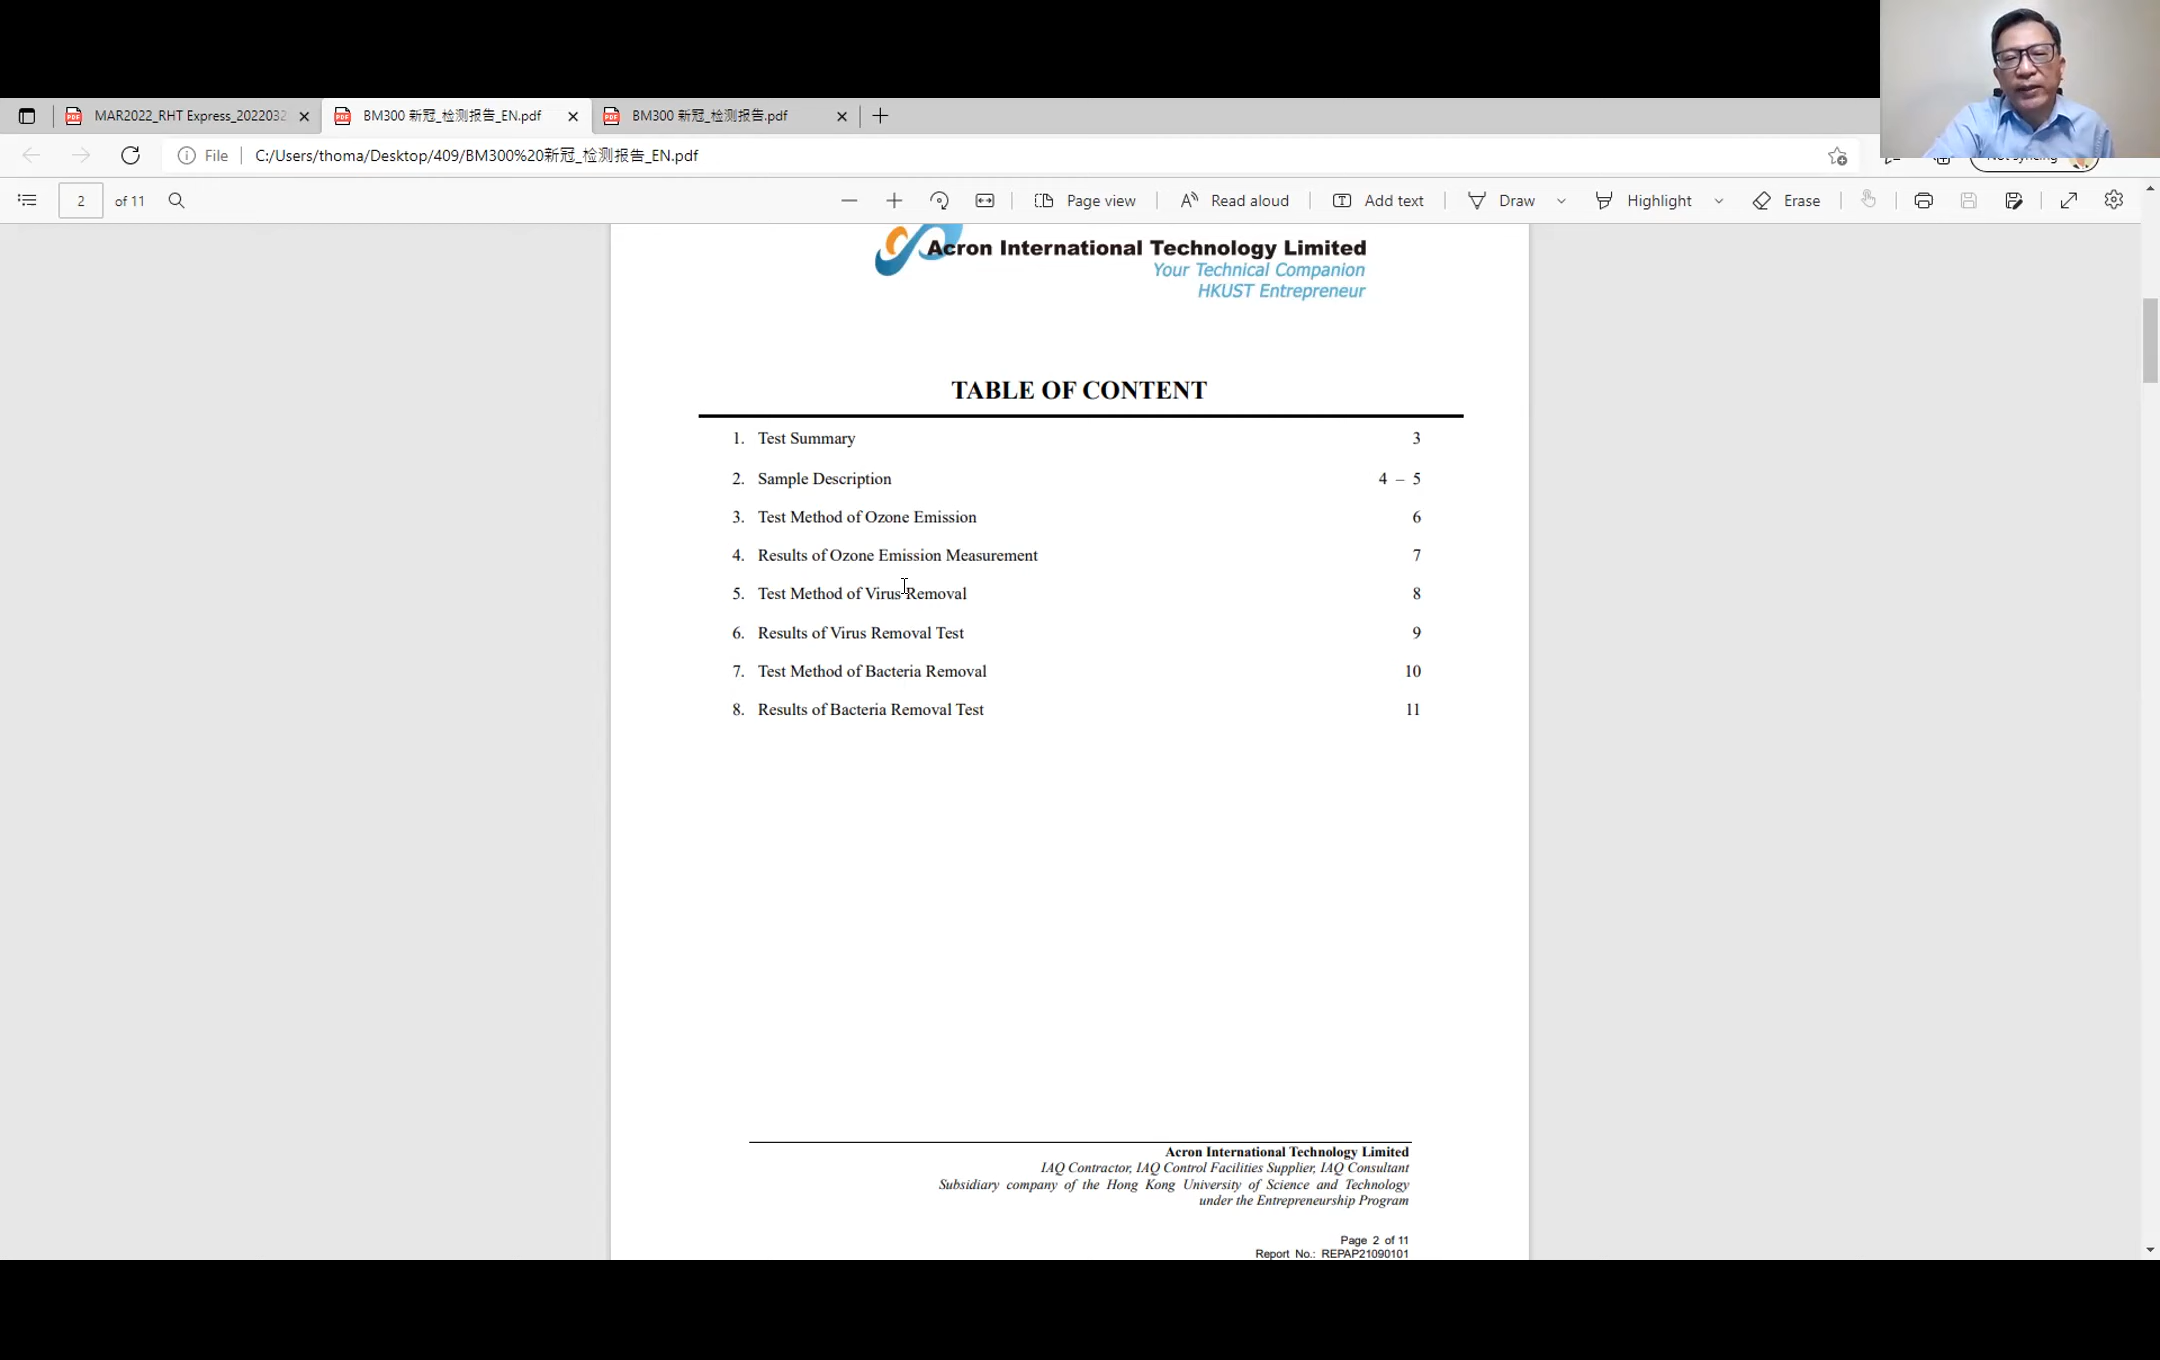 MAR2022_RHT Express_2022032
BM300 新冠_检测报告_EN.pdf
BM300 新冠_检测报告.pdf
File
C:/Users/thoma/Desktop/409/BM300%20新冠_检测报告_EN.pdf
2 of 11
Page view
Read aloud
Add text
Draw
Highlight
Erase
Acron International Technology Limited
Your Technical Companion
HKUST Entrepreneur
TABLE OF CONTENT
1. Test Summary 3
2. Sample Description 4 – 5
3. Test Method of Ozone Emission 6
4. Results of Ozone Emission Measurement 7
5. Test Method of Virus Removal 8
6. Results of Virus Removal Test 9
7. Test Method of Bacteria Removal 10
8. Results of Bacteria Removal Test 11
Acron International Technology Limited
IAQ Contractor, IAQ Control Facilities Supplier, IAQ Consultant
Subsidiary company of the Hong Kong University of Science and Technology
under the Entrepreneurship Program
Page 2 of 11
Report No.: REPAP21090101